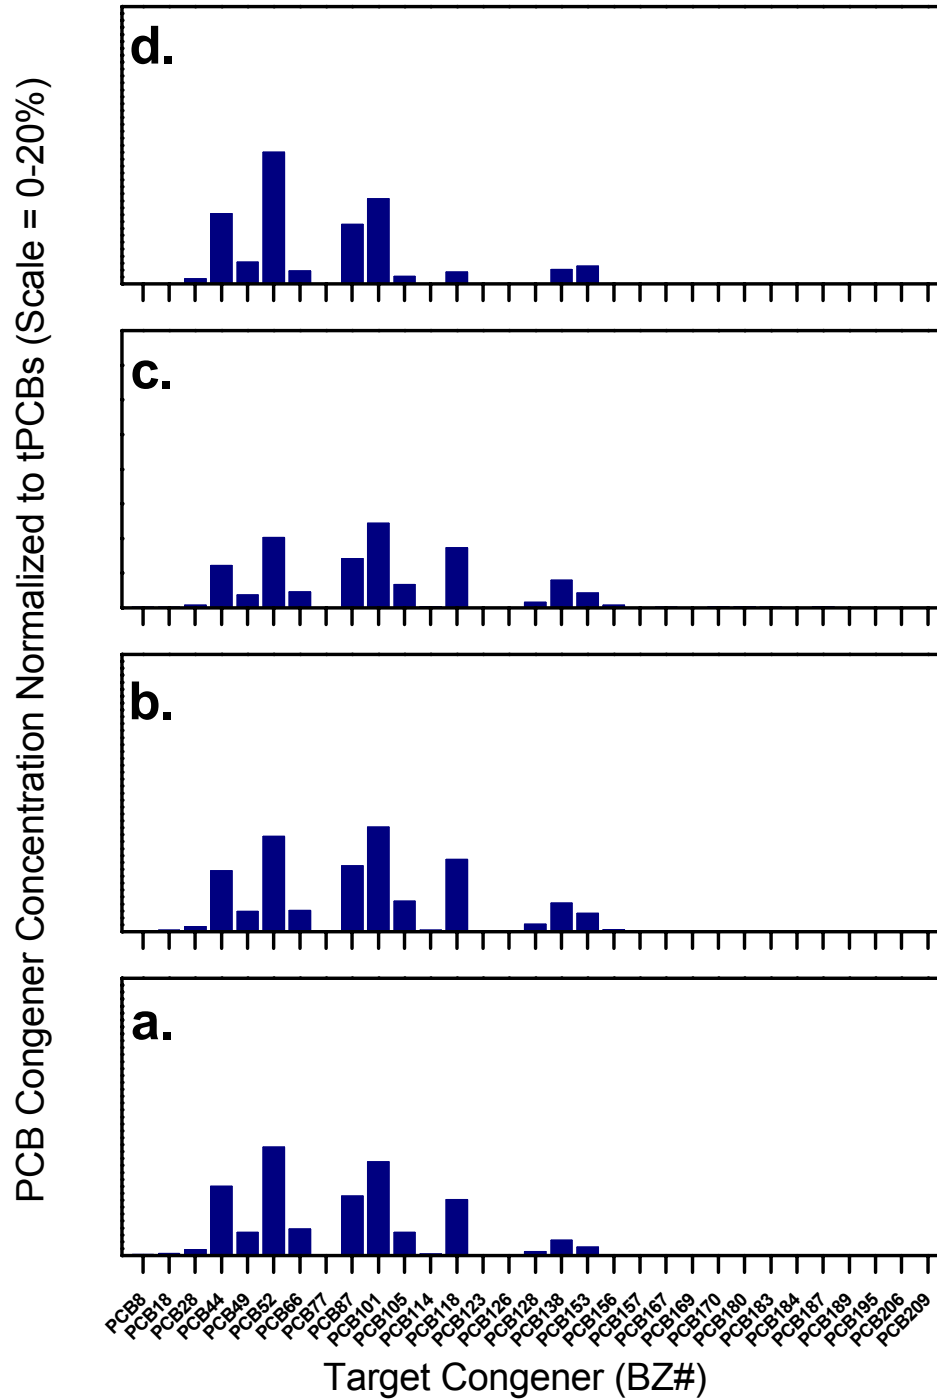 PCB Congener Concentration Normalized to tPCBs (Scale = 0-20%)
d.
c.
b.
a.
PCB8
PCB18
PCB28
PCB44
PCB49
PCB52
PCB66
PCB77
PCB87
PCB101
PCB105
PCB114
PCB118
PCB123
PCB126
PCB128
PCB138
PCB153
PCB156
PCB157
PCB167
PCB169
PCB170
PCB180
PCB183
PCB184
PCB187
PCB189
PCB195
PCB206
PCB209
Target Congener (BZ#)